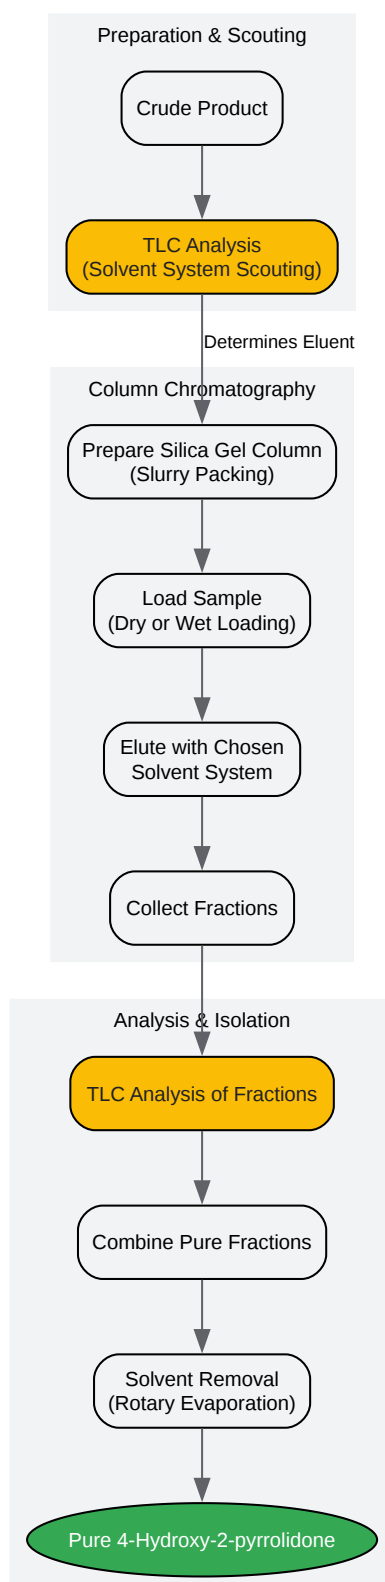 Preparation & Scouting
Crude Product
TLC Analysis
(Solvent System Scouting)
Determines Eluent
Column Chromatography
Prepare Silica Gel Column
(Slurry Packing)
Load Sample
(Dry or Wet Loading)
Elute with Chosen
Solvent System
Collect Fractions
Analysis & Isolation
TLC Analysis of Fractions
Combine Pure Fractions
Solvent Removal
(Rotary Evaporation)
Pure 4-Hydroxy-2-pyrrolidone